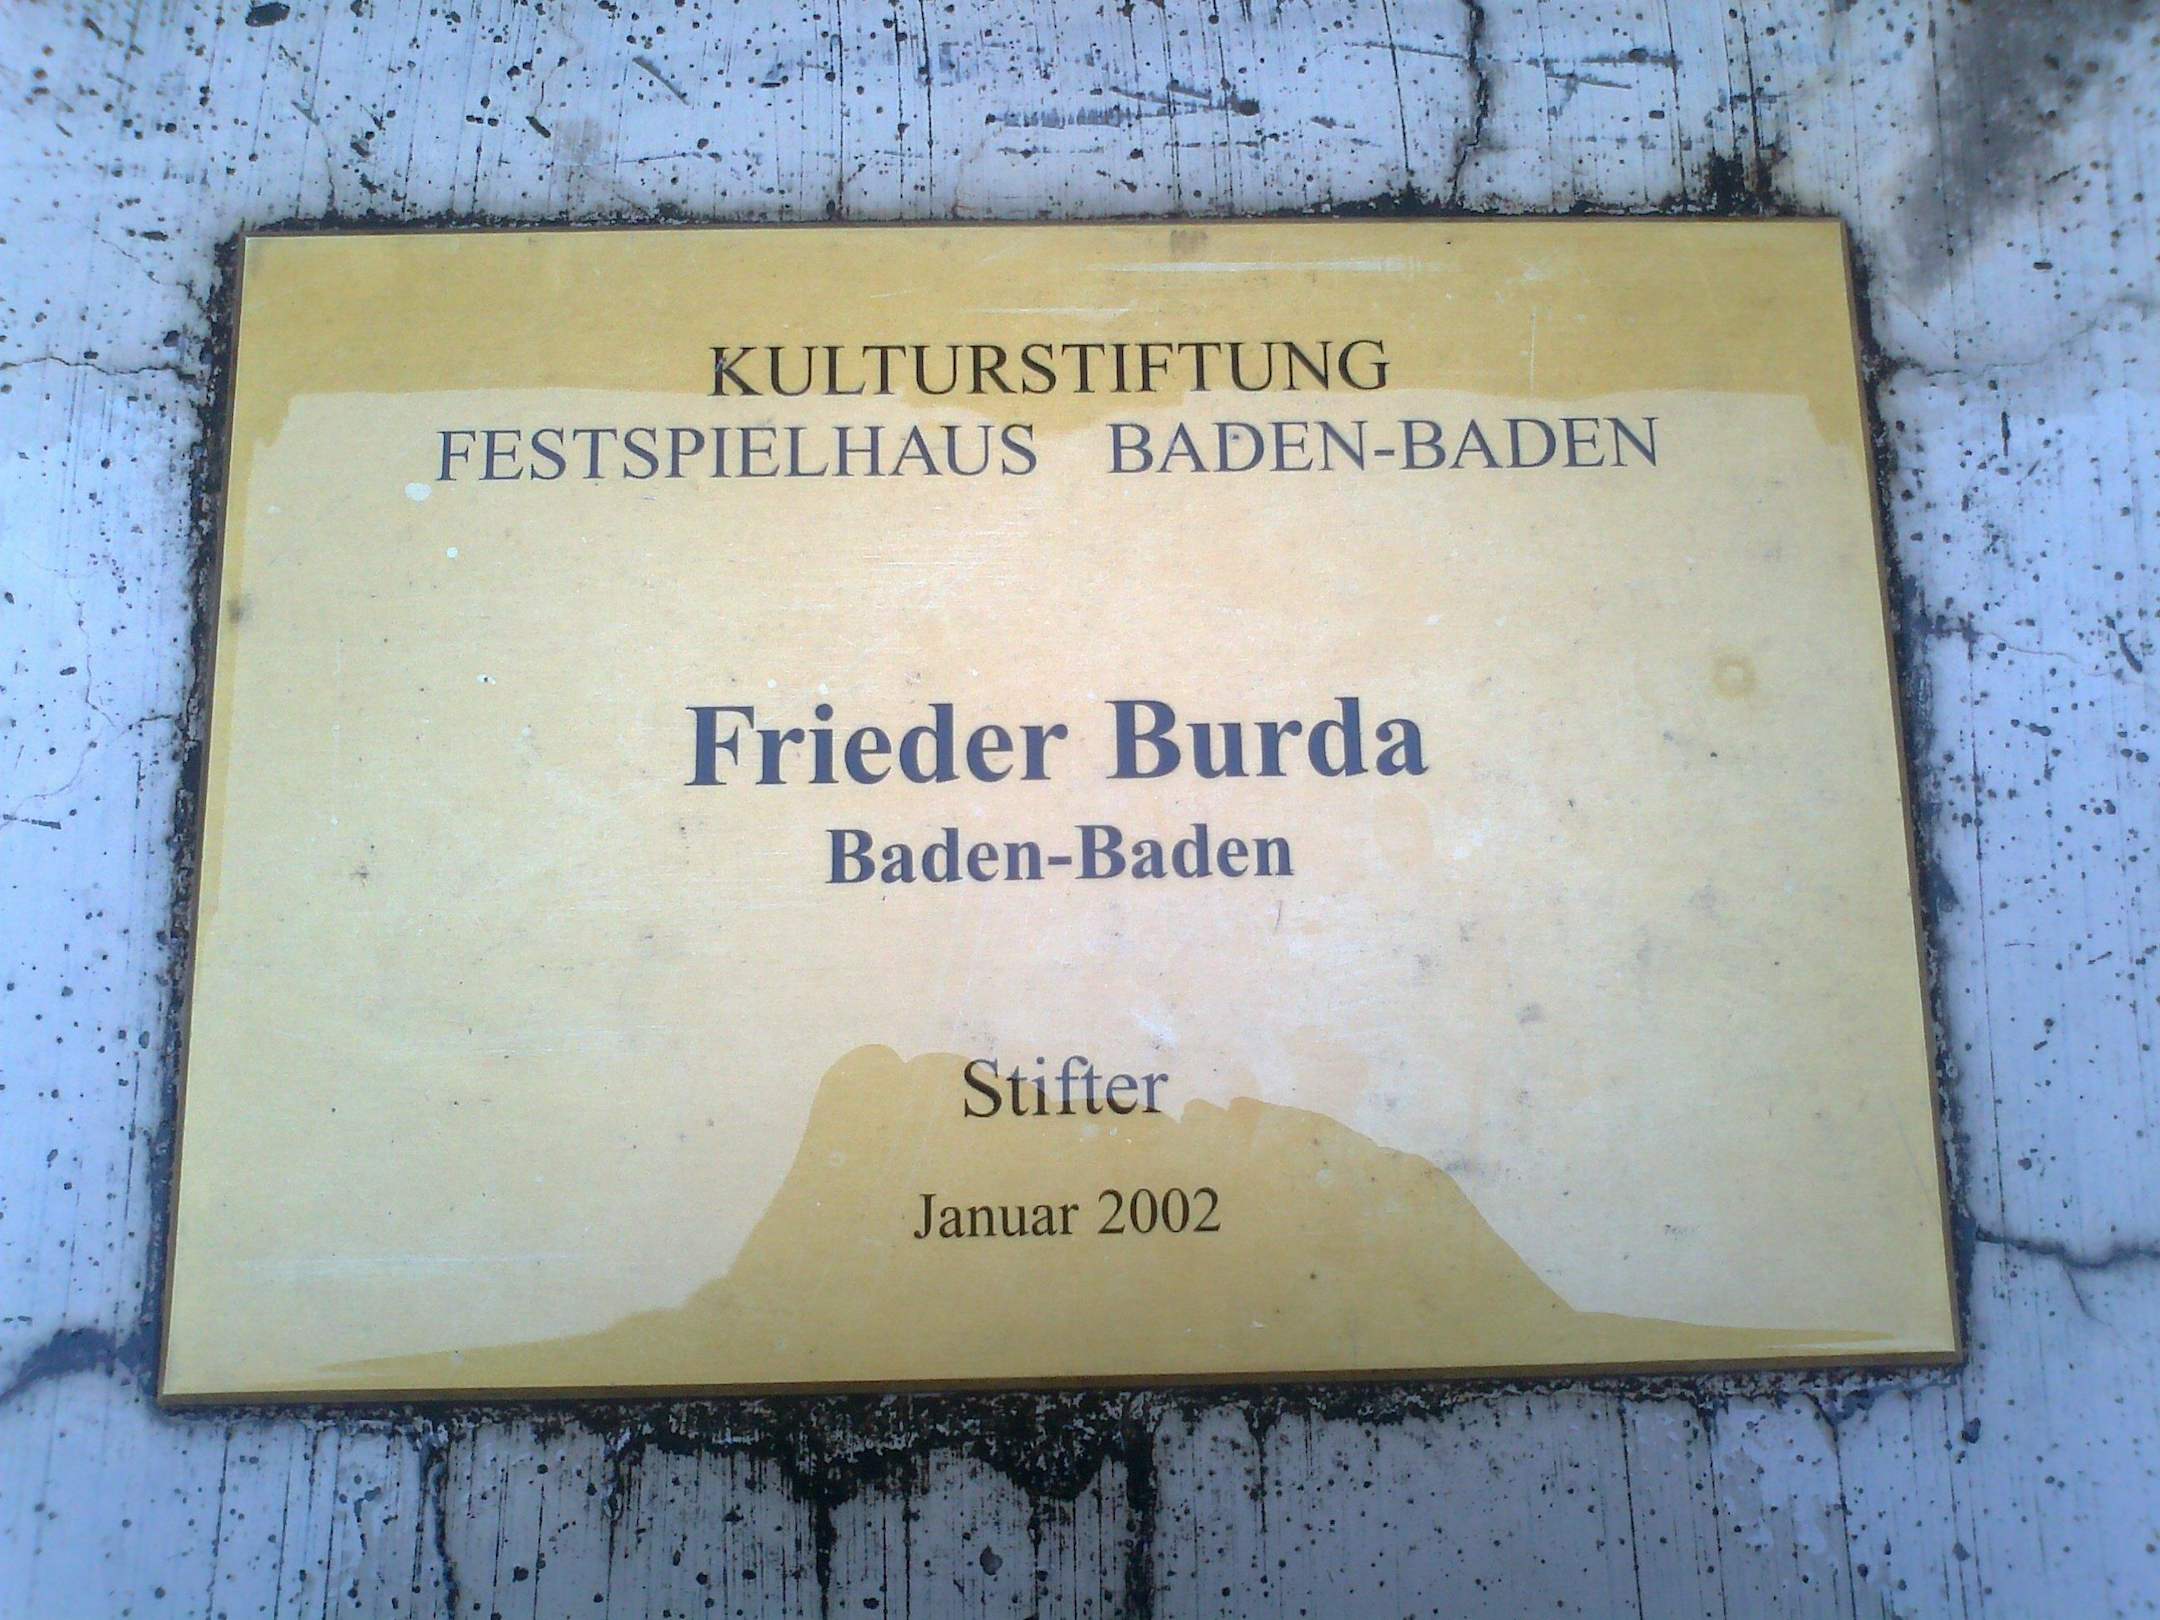 KULTURSTIFTUNG
FESTSPIELHAUS BADEN-BADEN
Frieder Burda
Baden-Baden
Stifter
Januar 2002